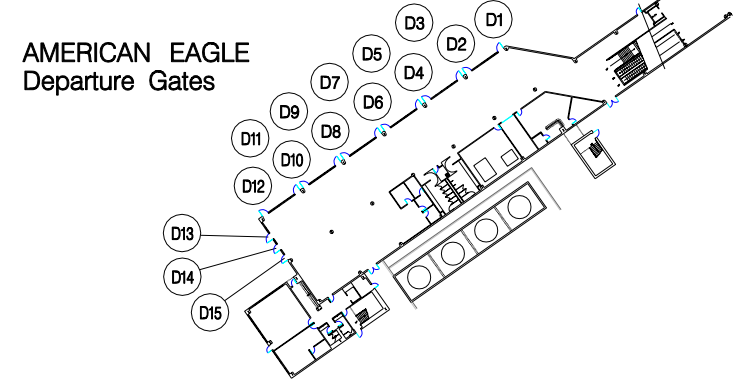 AMERICAN EAGLE
Departure Gates
D1
D3
D2
D5
D4
D7
D6
D9
D8
D11
D10
D12
D13
D14
D15